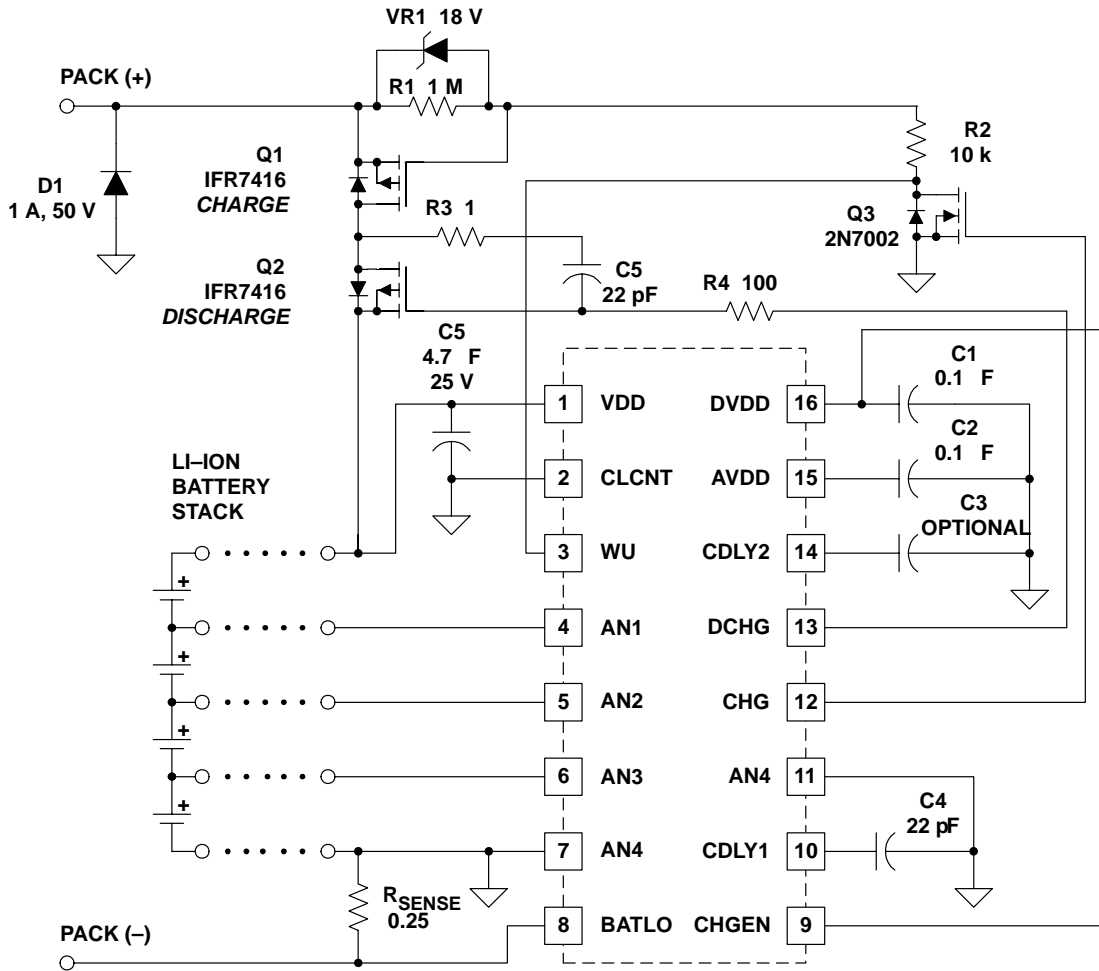 VR1 18 V
PACK (+)
R1 1 M
R2
10 k
Q1
IFR7416
CHARGE
D1
1 A, 50 V
R3 1
Q3
2N7002
Q2
IFR7416
DISCHARGE
C5
22 pF
R4 100
C5
4.7 F
25 V
C1
0.1 F
1 VDD DVDD 16
C2
0.1 F
LI–ION
BATTERY
STACK
2 CLCNT AVDD 15
C3
OPTIONAL
3 WU CDLY2 14
+
4 AN1 DCHG 13
+
5 AN2 CHG 12
+
6 AN3 AN4 11
+
C4
22 pF
7 AN4 CDLY1 10
RSENSE
0.25
8 BATLO CHGEN 9
PACK (–)